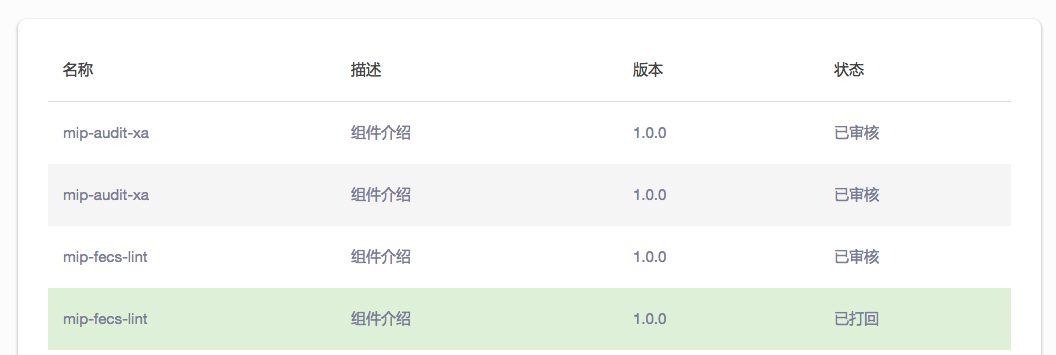 名称 描述 版本 状态
mip-audit-xa 组件介绍 1.0.0 已审核
mip-audit-xa 组件介绍 1.0.0 已审核
mip-fecs-lint 组件介绍 1.0.0 已审核
mip-fecs-lint 组件介绍 1.0.0 已打回